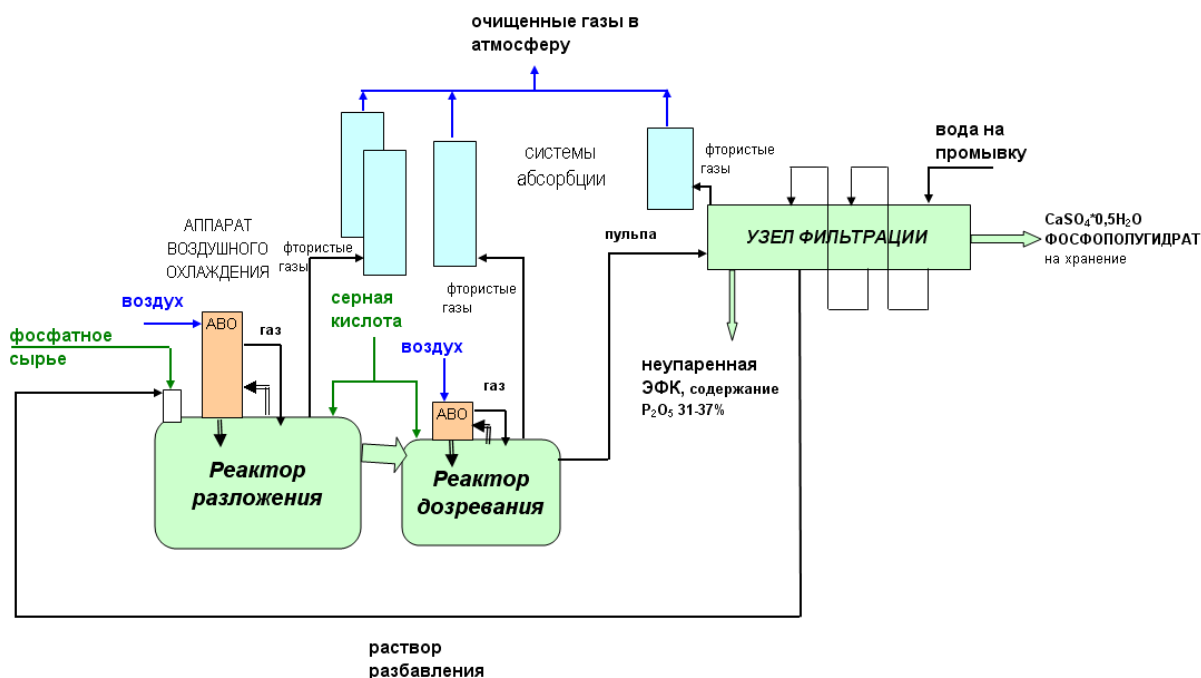 очищенные газы в
атмосферу
системы
абсорбции
фтористые
газы
вода на
промывку
АППАРАТ
ВОЗДУШНОГО
ОХЛАЖДЕНИЯ
фтористые
газы
пульпа
УЗЕЛ ФИЛЬТРАЦИИ
CaSO₄*0,5H₂O
ФОСФОПОЛУГИДРАТ
на хранение
фтористые
газы
серная
кислота
воздух
АВО
газ
фосфатное
сырье
воздух
газ
АВО
неупаренная
ЭФК, содержание
P₂O₅ 31-37%
Реактор
разложения
Реактор
дозревания
раствор
разбавления